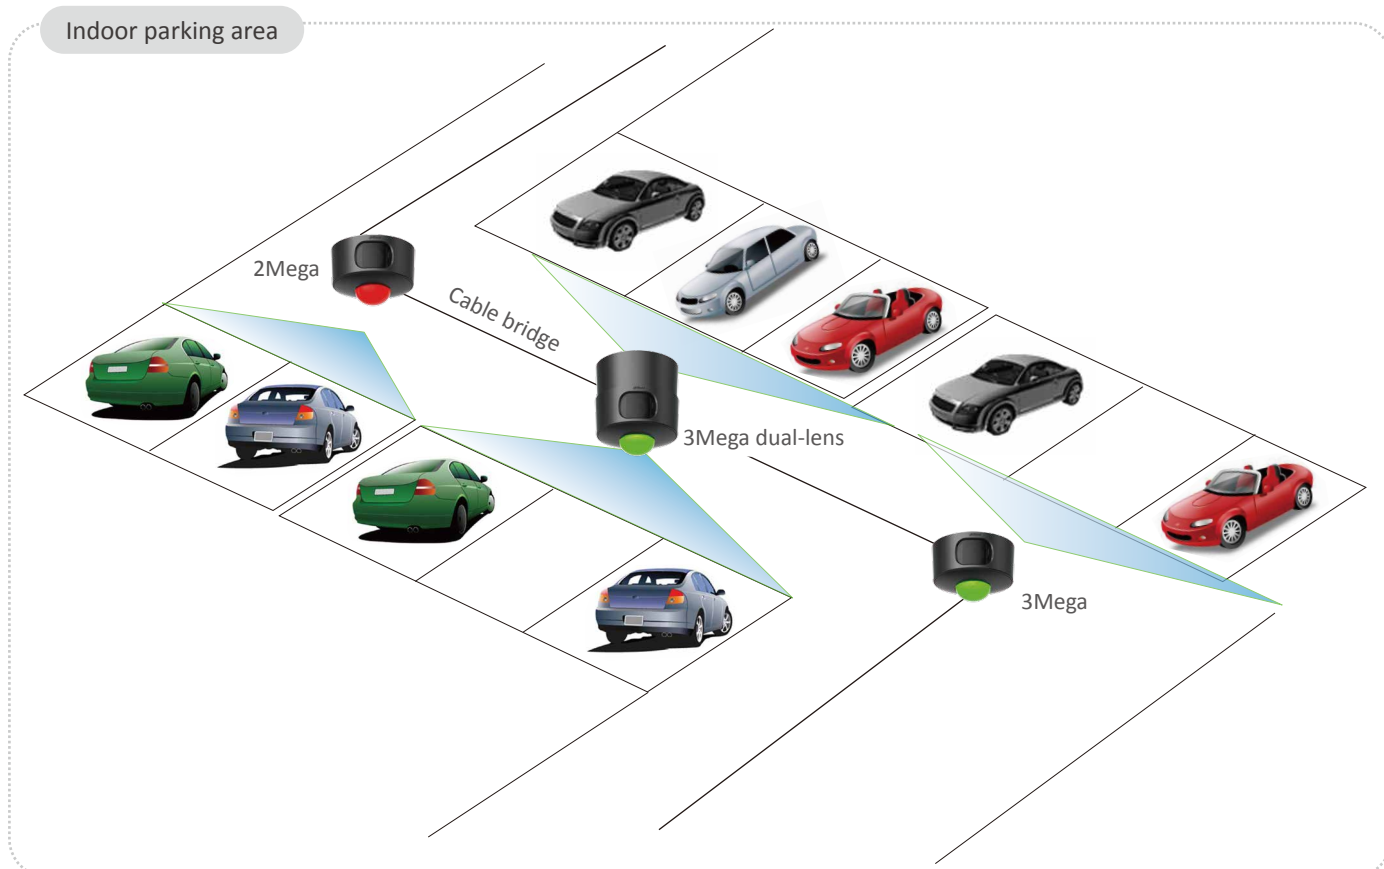 Indoor parking area
2Mega
Cable bridge
3Mega dual-lens
3Mega